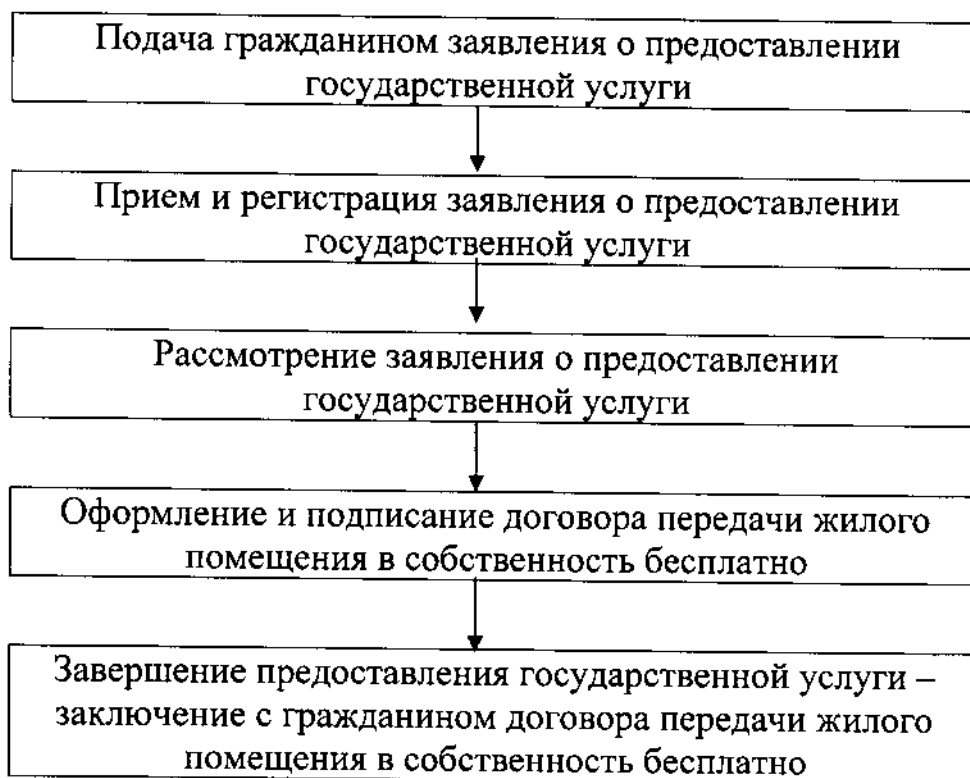 Подача гражданином заявления о предоставлении
государственной услуги
Прием и регистрация заявления о предоставлении
государственной услуги
Рассмотрение заявления о предоставлении
государственной услуги
Оформление и подписание договора передачи жилого
помещения в собственность бесплатно
Завершение предоставления государственной услуги –
заключение с гражданином договора передачи жилого
помещения в собственность бесплатно